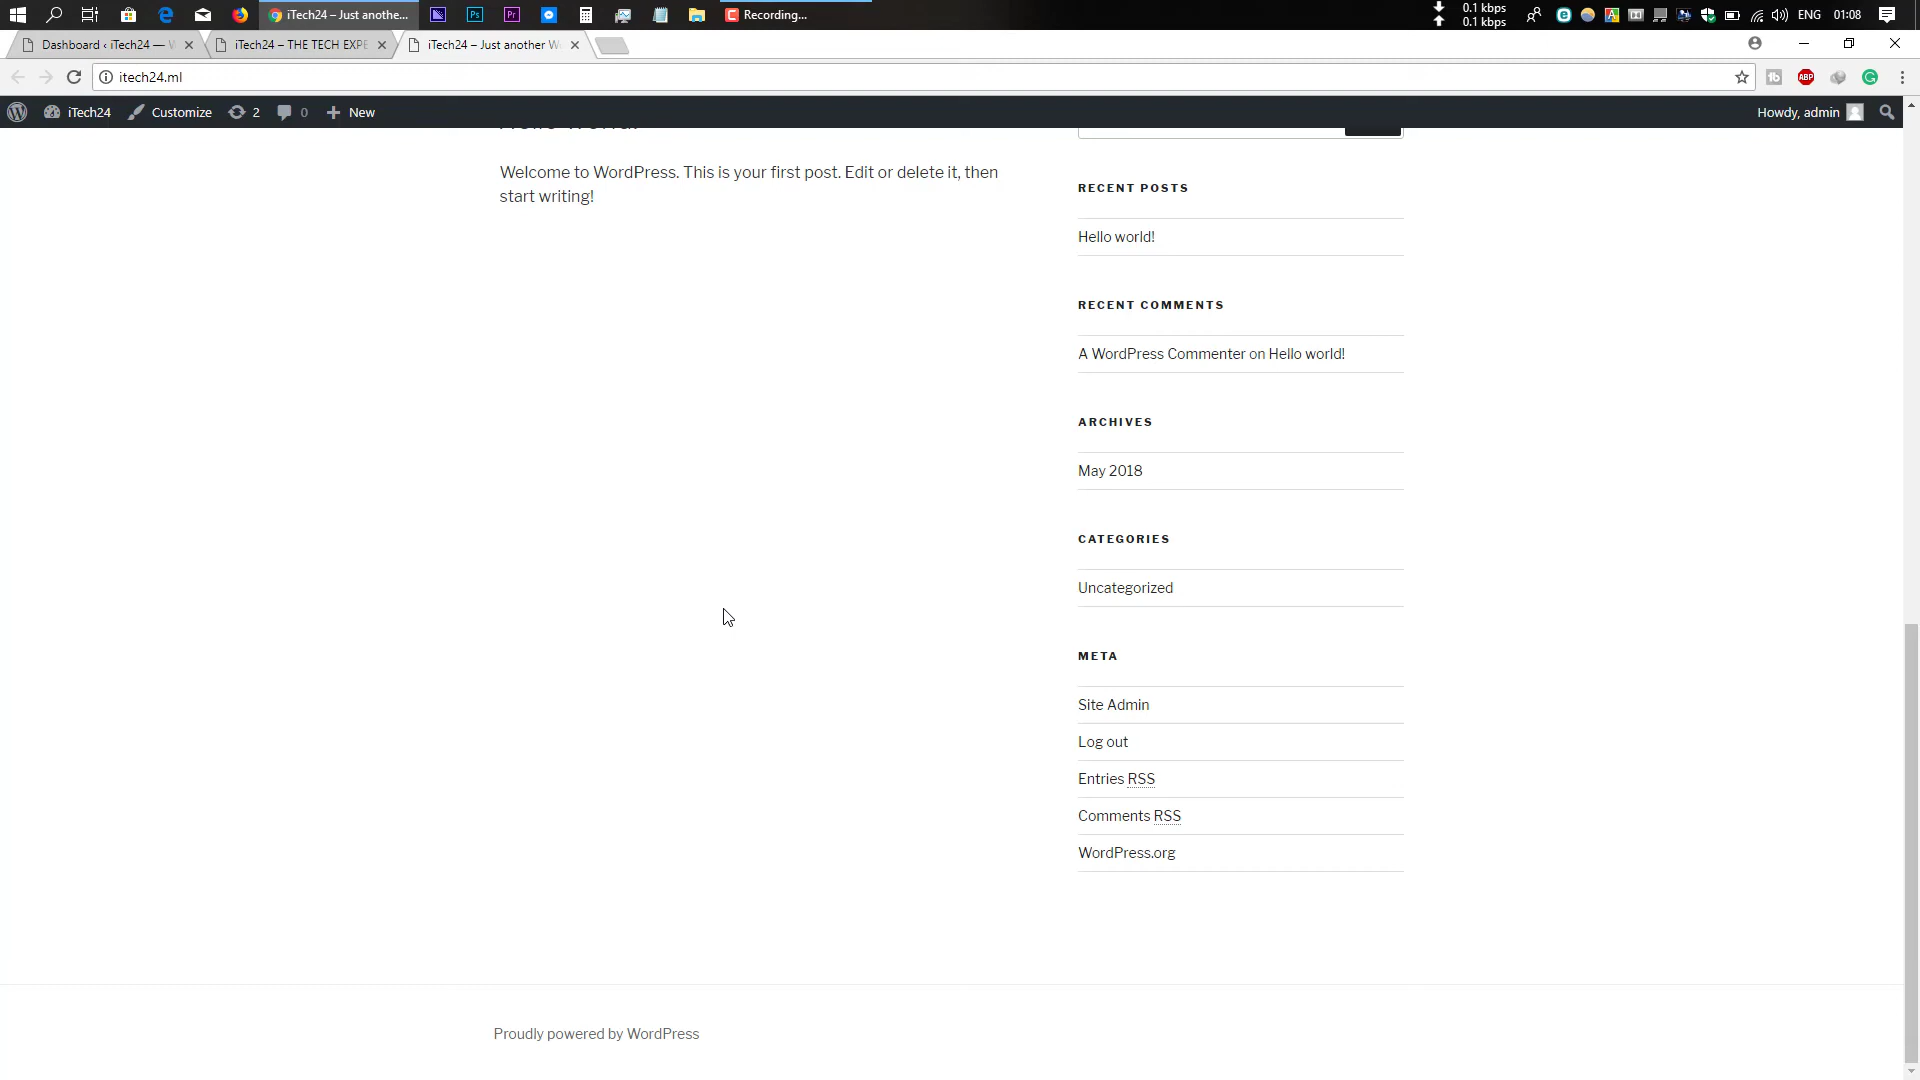 iTech24 – Just anothe...
Ps
Pr
Recording...
0.1 kbps
0.1 kbps
ENG
01:08
Dashboard ‹ iTech24 — W
iTech24 – THE TECH EXPE
iTech24 – Just another W
itech24.ml
ABP
iTech24
Customize
2
0
New
Howdy, admin
Welcome to WordPress. This is your first post. Edit or delete it, then
start writing!
RECENT POSTS
Hello world!
RECENT COMMENTS
A WordPress Commenter on Hello world!
ARCHIVES
May 2018
CATEGORIES
Uncategorized
META
Site Admin
Log out
Entries RSS
Comments RSS
WordPress.org
Proudly powered by WordPress